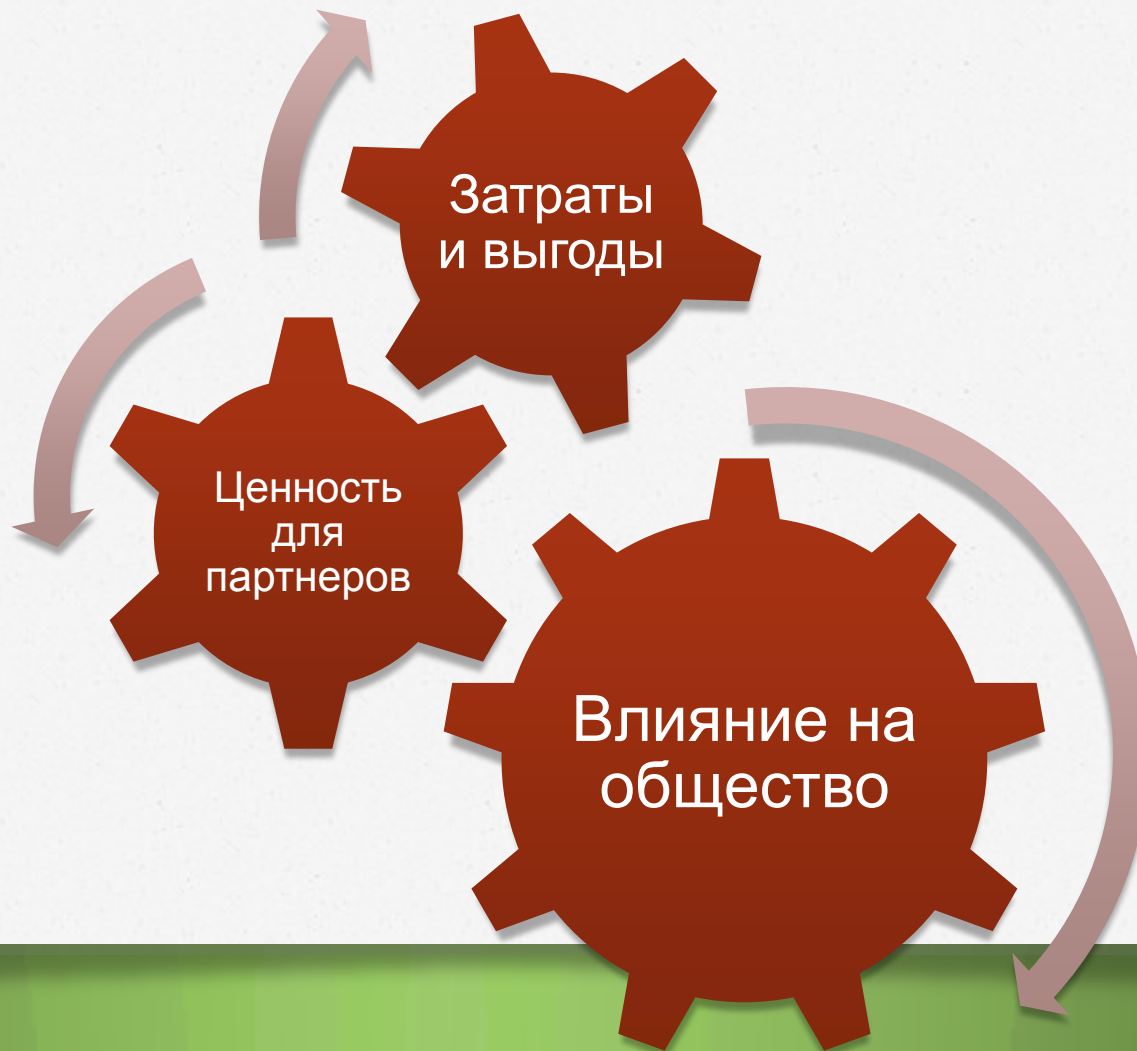 Затраты
и выгоды
Ценность
для
партнеров
Влияние на
общество